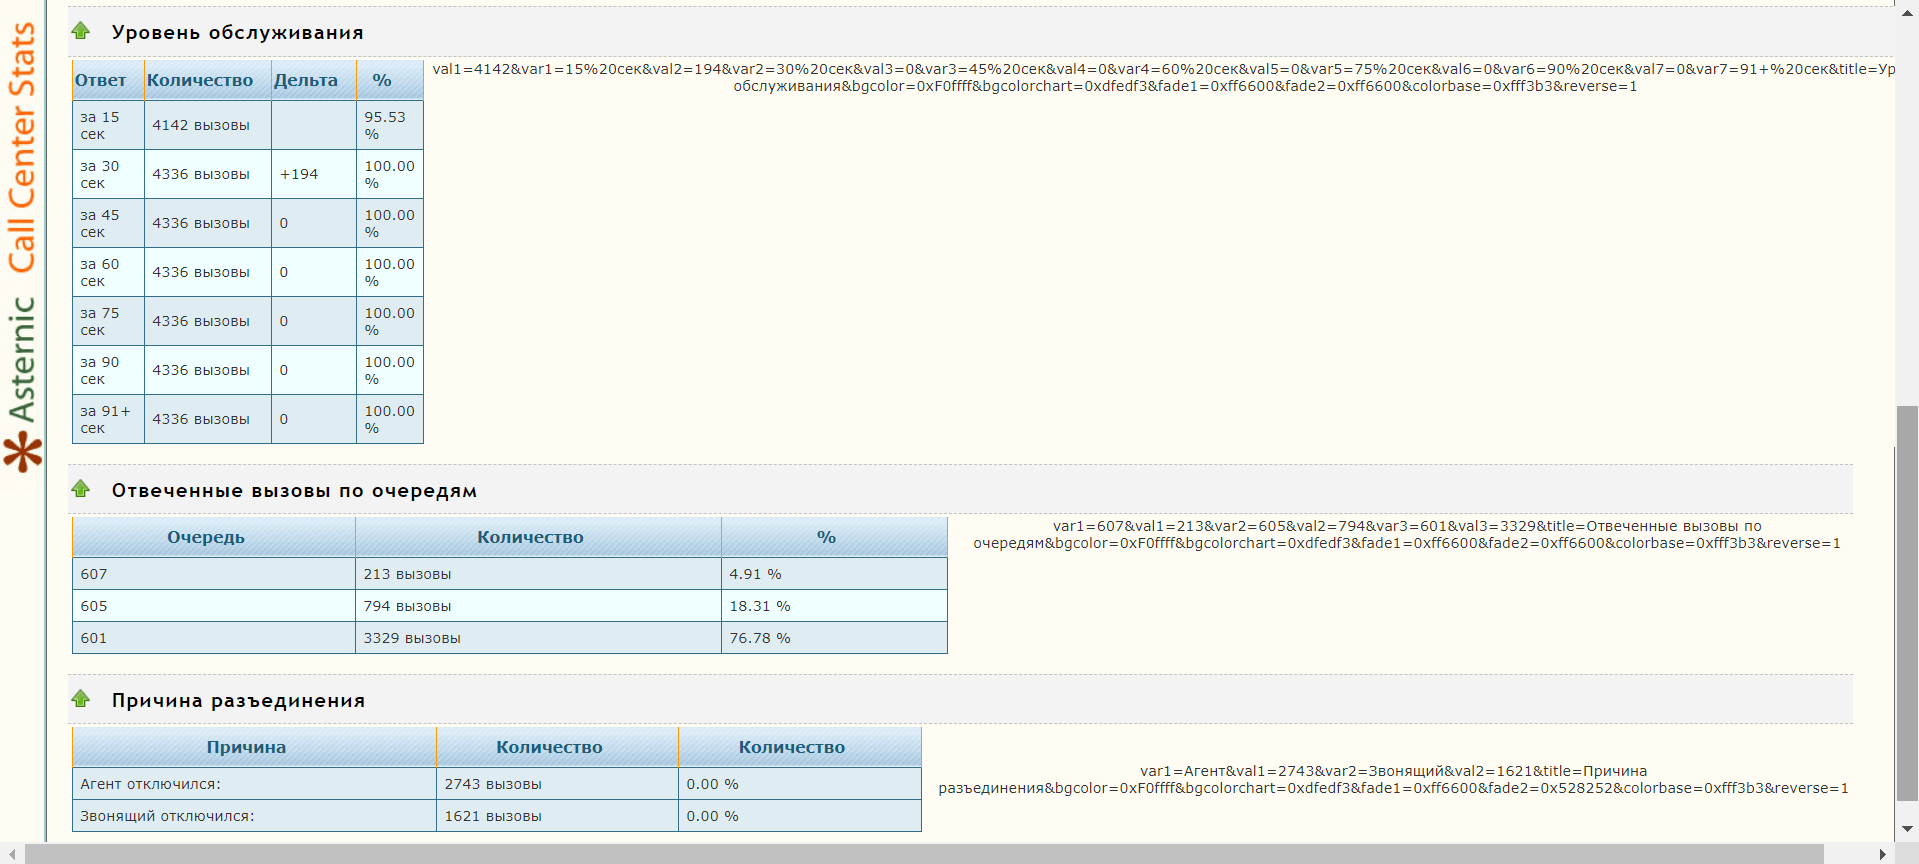 Asternic Call Center Stats
Уровень обслуживания
Ответ Количество Дельта %
за 15 сек 4142 вызовы 95.53 %
за 30 сек 4336 вызовы +194 100.00 %
за 45 сек 4336 вызовы 0 100.00 %
за 60 сек 4336 вызовы 0 100.00 %
за 75 сек 4336 вызовы 0 100.00 %
за 90 сек 4336 вызовы 0 100.00 %
за 91+ сек 4336 вызовы 0 100.00 %
val1=4142&var1=15%20сек&val2=194&var2=30%20сек&val3=0&var3=45%20сек&val4=0&var4=60%20сек&val5=0&var5=75%20сек&val6=0&var6=90%20сек&val7=0&var7=91+%20сек&title=Ур
обслуживания&bgcolor=0xF0ffff&bgcolorchart=0xdfedf3&fade1=0xff6600&fade2=0xff6600&colorbase=0xfff3b3&reverse=1
Отвеченные вызовы по очередям
Очередь Количество %
607 213 вызовы 4.91 %
605 794 вызовы 18.31 %
601 3329 вызовы 76.78 %
var1=607&val1=213&var2=605&val2=794&var3=601&val3=3329&title=Отвеченные вызовы по
очередям&bgcolor=0xF0ffff&bgcolorchart=0xdfedf3&fade1=0xff6600&fade2=0xff6600&colorbase=0xfff3b3&reverse=1
Причина разъединения
Причина Количество Количество
Агент отключился: 2743 вызовы 0.00 %
Звонящий отключился: 1621 вызовы 0.00 %
var1=Агент&val1=2743&var2=Звонящий&val2=1621&title=Причина
разъединения&bgcolor=0xF0ffff&bgcolorchart=0xdfedf3&fade1=0xff6600&fade2=0x528252&colorbase=0xfff3b3&reverse=1